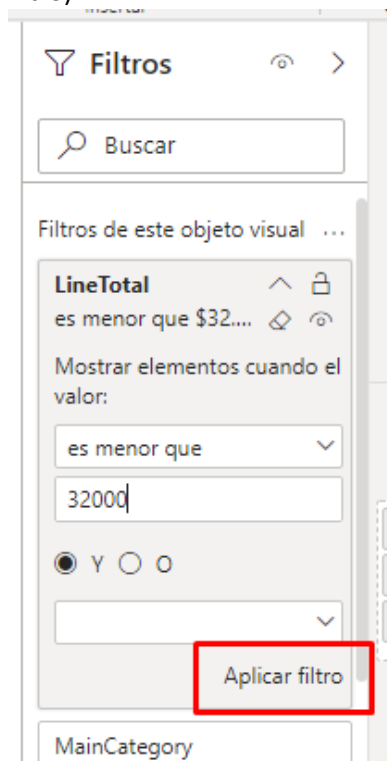 Insertar
Filtros
Buscar
Filtros de este objeto visual ...
LineTotal
es menor que $32....
Mostrar elementos cuando el
valor:
es menor que
32000
Y O
Aplicar filtro
MainCategory